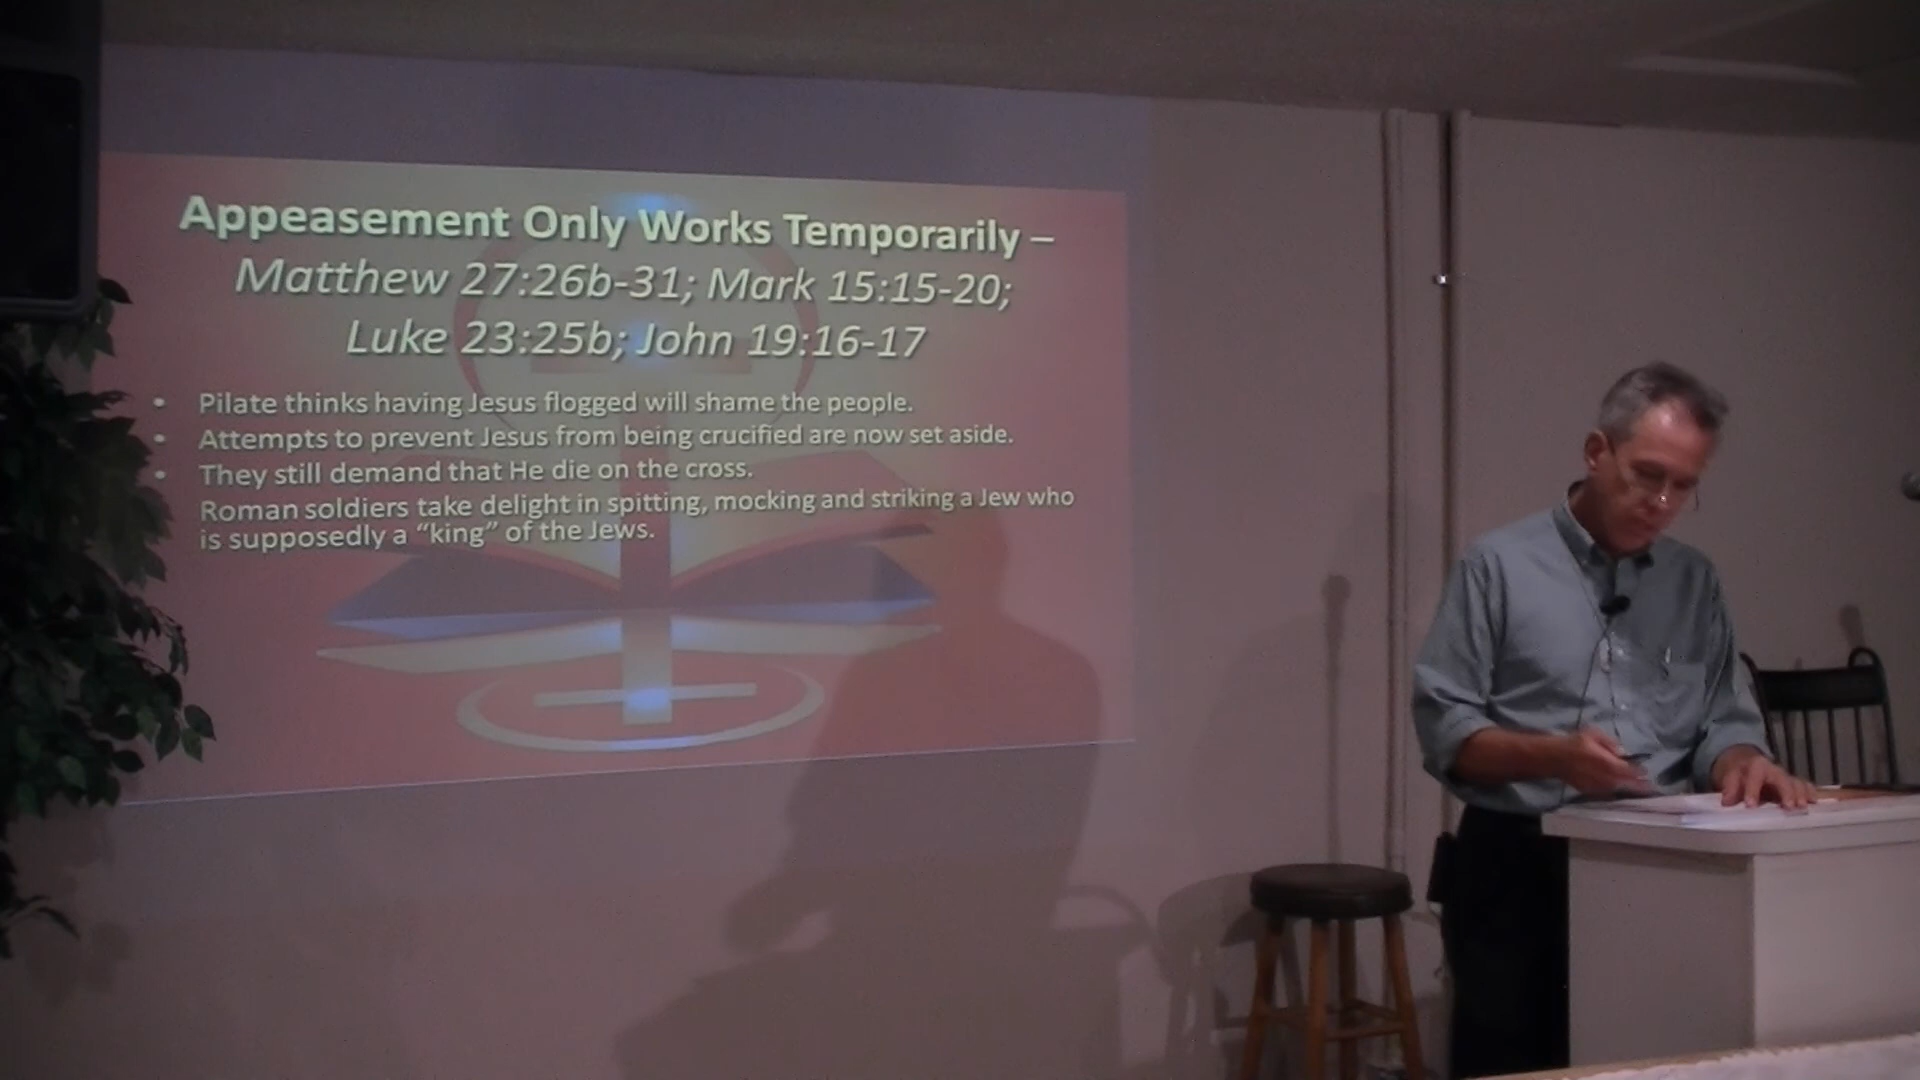 Appeasement Only Works Temporarily –
Matthew 27:26b-31; Mark 15:15-20;
Luke 23:25b; John 19:16-17
• Pilate thinks having Jesus flogged will shame the people.
• Attempts to prevent Jesus from being crucified are now set aside.
• They still demand that He die on the cross.
Roman soldiers take delight in spitting, mocking and striking a Jew who
is supposedly a “king” of the Jews.